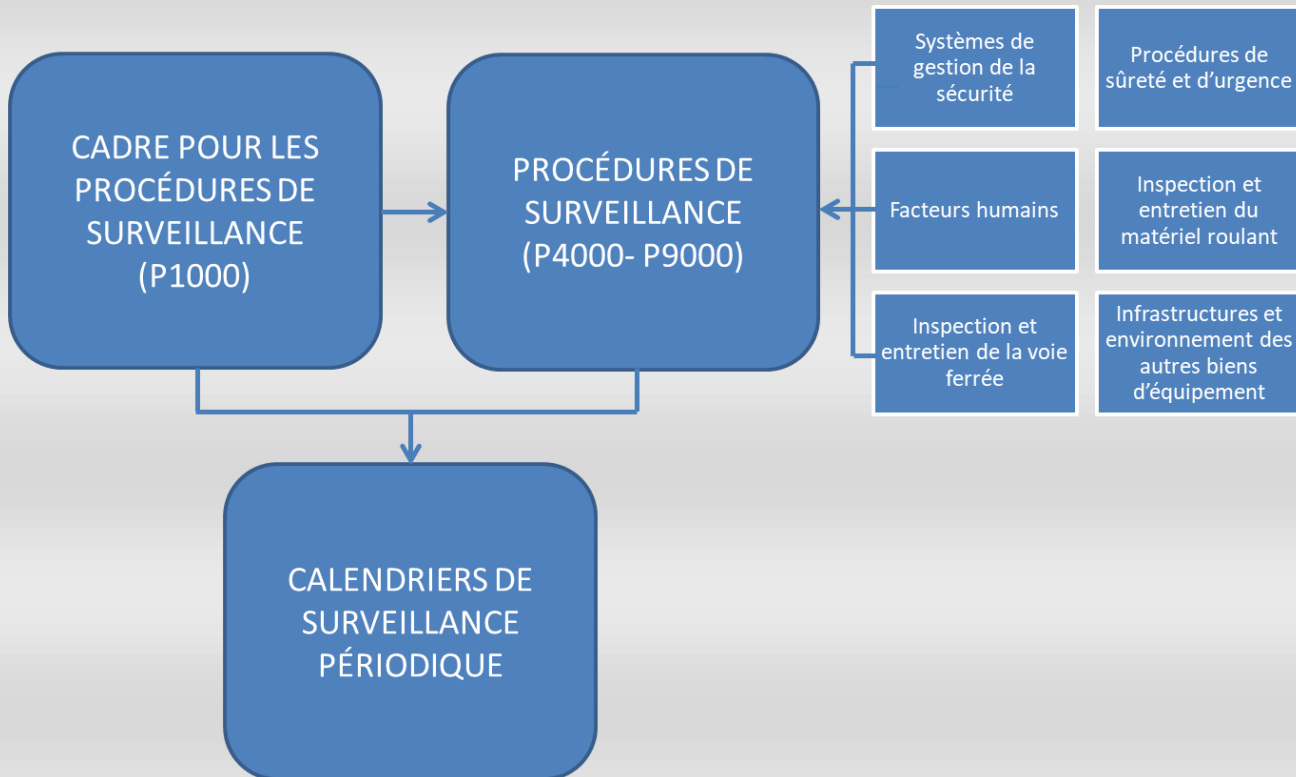 CADRE POUR LES
PROCÉDURES DE
SURVEILLANCE
(P1000)
PROCÉDURES DE
SURVEILLANCE
(P4000- P9000)
Systèmes de
gestion de la
sécurité
Procédures de
sûreté et d'urgence
Facteurs humains
Inspection et
entretien du
matériel roulant
Inspection et
entretien de la voie
ferrée
Infrastructures et
environnement des
autres biens
d'équipement
CALENDRIERS DE
SURVEILLANCE
PÉRIODIQUE